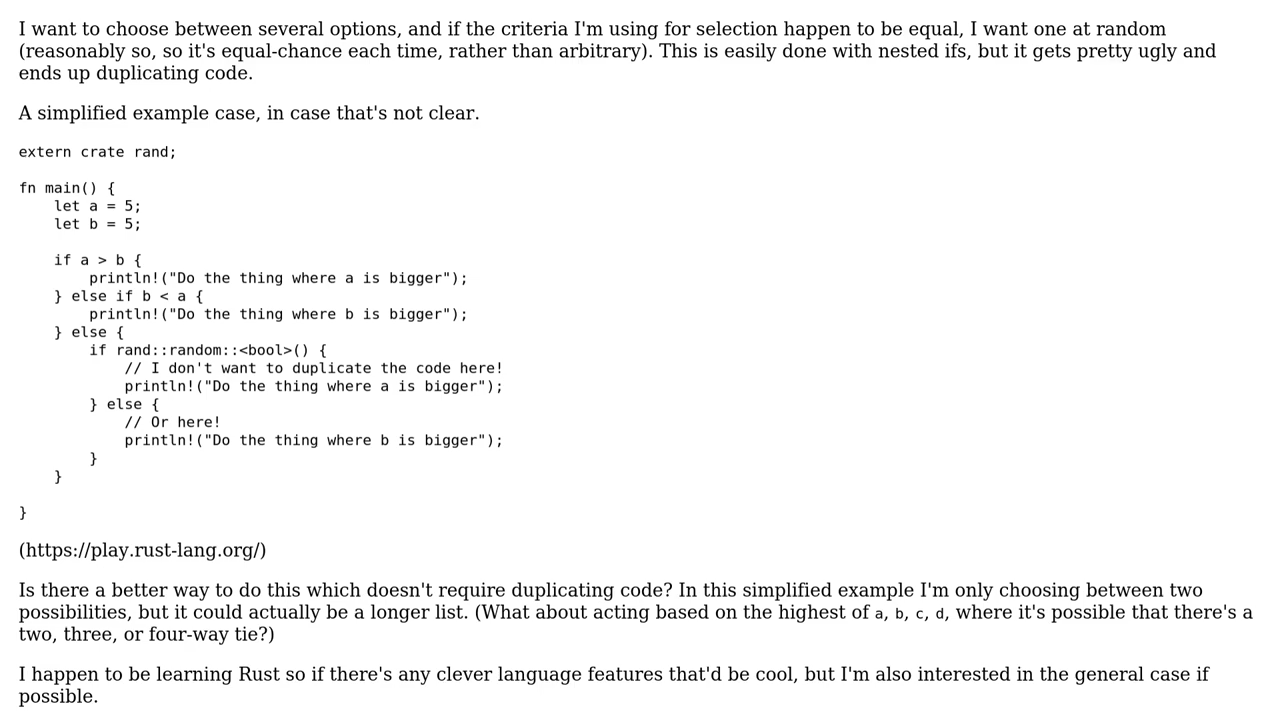 I want to choose between several options, and if the criteria I'm using for selection happen to be equal, I want one at random
(reasonably so, so it's equal-chance each time, rather than arbitrary). This is easily done with nested ifs, but it gets pretty ugly and
ends up duplicating code.
A simplified example case, in case that's not clear.
extern crate rand;
fn main() {
    let a = 5;
    let b = 5;
    if a > b {
        println!("Do the thing where a is bigger");
    } else if b < a {
        println!("Do the thing where b is bigger");
    } else {
        if rand::random::<bool>() {
            // I don't want to duplicate the code here!
            println!("Do the thing where a is bigger");
        } else {
            // Or here!
            println!("Do the thing where b is bigger");
        }
    }
}
(https://play.rust-lang.org/)
Is there a better way to do this which doesn't require duplicating code? In this simplified example I'm only choosing between two
possibilities, but it could actually be a longer list. (What about acting based on the highest of a, b, c, d, where it's possible that there's a
two, three, or four-way tie?)
I happen to be learning Rust so if there's any clever language features that'd be cool, but I'm also interested in the general case if
possible.